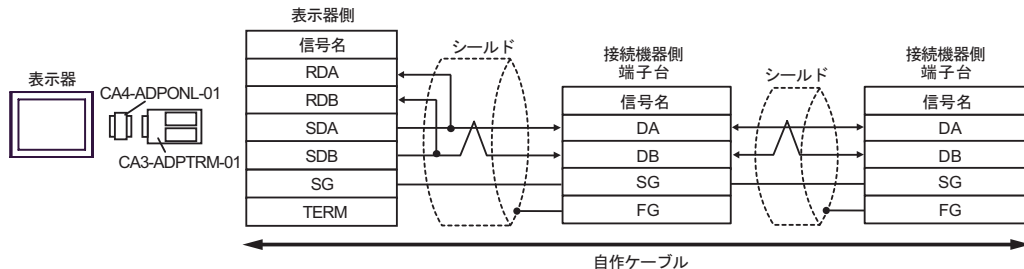 表示器
CA4-ADPONL-01
CA3-ADPTRM-01
表示器側
信号名
RDA
RDB
SDA
SDB
SG
TERM
シールド
接続機器側
端子台
信号名
DA
DB
SG
FG
シールド
接続機器側
端子台
信号名
DA
DB
SG
FG
自作ケーブル